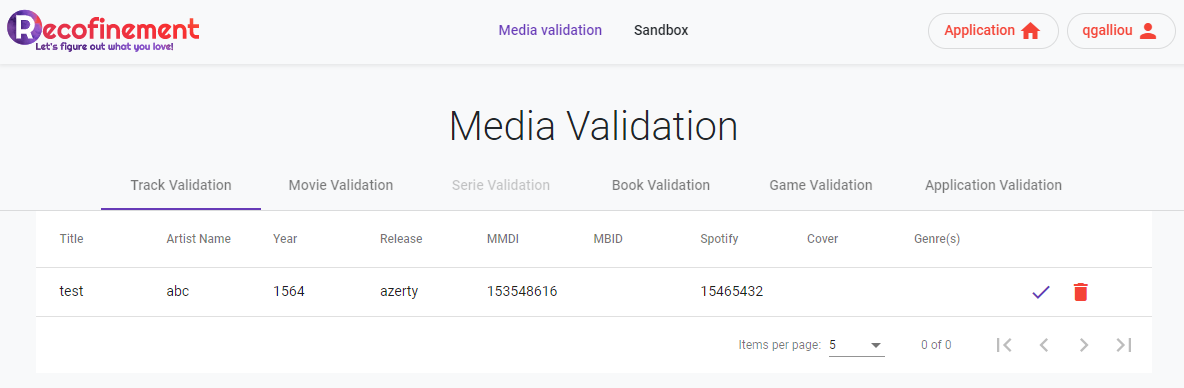 Recofinement
Let's figure out what you love!
Media validation Sandbox Application qgalliou
Media Validation
Track Validation Movie Validation Serie Validation Book Validation Game Validation Application Validation
Title Artist Name Year Release MMDI MBID Spotify Cover Genre(s)
test abc 1564 azerty 153548616 15465432
Items per page: 5 0 of 0